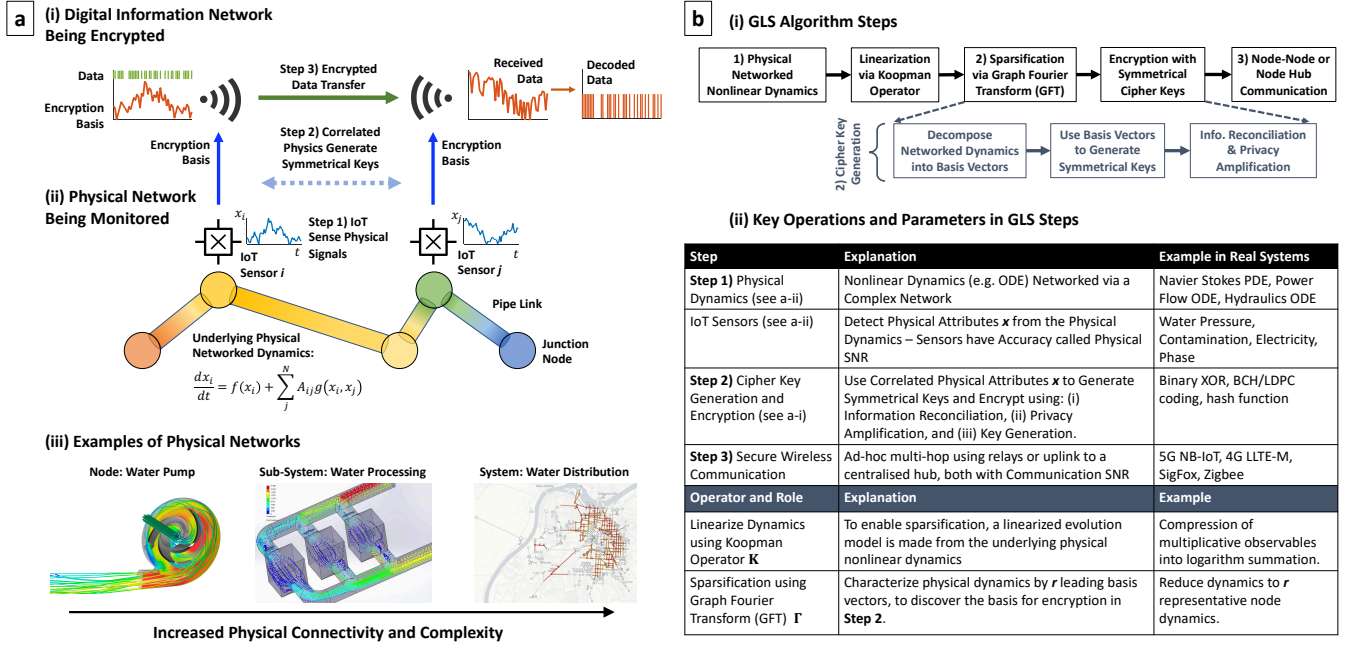 a
(i) Digital Information Network
Being Encrypted
Data
Encryption
Basis
Step 3) Encrypted
Data Transfer
Received
Data
Decoded
Data
Encryption
Basis
Step 2) Correlated
Physics Generate
Symmetrical Keys
Encryption
Basis
(ii) Physical Network
Being Monitored
x_i
t
Step 1) IoT
Sense Physical
Signals
IoT
Sensor i
x_j
t
IoT
Sensor j
Pipe Link
Junction
Node
Underlying Physical
Networked Dynamics:
dx_i/dt = f(x_i) + ∑_j^N A_ij g(x_i, x_j)
(iii) Examples of Physical Networks
Node: Water Pump
Sub-System: Water Processing
System: Water Distribution
Increased Physical Connectivity and Complexity
b
(i) GLS Algorithm Steps
1) Physical
Networked
Nonlinear Dynamics
Linearization
via Koopman
Operator
2) Sparsification
via Graph Fourier
Transform (GFT)
Encryption with
Symmetrical
Cipher Keys
3) Node-Node or
Node Hub
Communication
2) Cipher Key
Generation
Decompose
Networked Dynamics
into Basis Vectors
Use Basis Vectors
to Generate
Symmetrical Keys
Info. Reconciliation
& Privacy
Amplification
(ii) Key Operations and Parameters in GLS Steps
Step
Explanation
Example in Real Systems
Step 1) Physical
Dynamics (see a-ii)
Nonlinear Dynamics (e.g. ODE) Networked via a
Complex Network
Navier Stokes PDE, Power
Flow ODE, Hydraulics ODE
IoT Sensors (see a-ii)
Detect Physical Attributes x from the Physical
Dynamics – Sensors have Accuracy called Physical
SNR
Water Pressure,
Contamination, Electricity,
Phase
Step 2) Cipher Key
Generation and
Encryption (see a-i)
Use Correlated Physical Attributes x to Generate
Symmetrical Keys and Encrypt using: (i)
Information Reconciliation, (ii) Privacy
Amplification, and (iii) Key Generation.
Binary XOR, BCH/LDPC
coding, hash function
Step 3) Secure Wireless
Communication
Ad-hoc multi-hop using relays or uplink to a
centralised hub, both with Communication SNR
5G NB-IoT, 4G LLTE-M,
SigFox, Zigbee
Operator and Role
Explanation
Example
Linearize Dynamics
using Koopman
Operator K
To enable sparsification, a linearized evolution
model is made from the underlying physical
nonlinear dynamics
Compression of
multiplicative observables
into logarithm summation.
Sparsification using
Graph Fourier
Transform (GFT) Γ
Characterize physical dynamics by r leading basis
vectors, to discover the basis for encryption in
Step 2.
Reduce dynamics to r
representative node
dynamics.